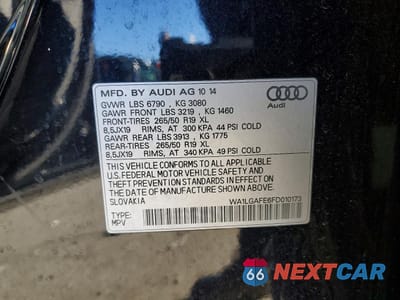 MFD. BY AUDI AG 10 14
GVWR LBS 6790 , KG 3080
GAWR FRONT LBS 3219 , KG 1460
FRONT-TIRES 265/50 R19 XL
8,5JX19 RIMS, AT 300 KPA 44 PSI COLD
GAWR REAR LBS 3913 , KG 1775
REAR-TIRES 265/50 R19 XL
8,5JX19 RIMS, AT 340 KPA 49 PSI COLD
Audi
THIS VEHICLE CONFORMS TO ALL APPLICABLE
U.S. FEDERAL MOTOR VEHICLE SAFETY AND
THEFT PREVENTION STANDARDS IN EFFECT ON
THE DATE OF MANUFACTURE SHOWN ABOVE.
SLOVAKIA
WA1LGAFE6FD010173
TYPE:
MPV
66 NEXTCAR